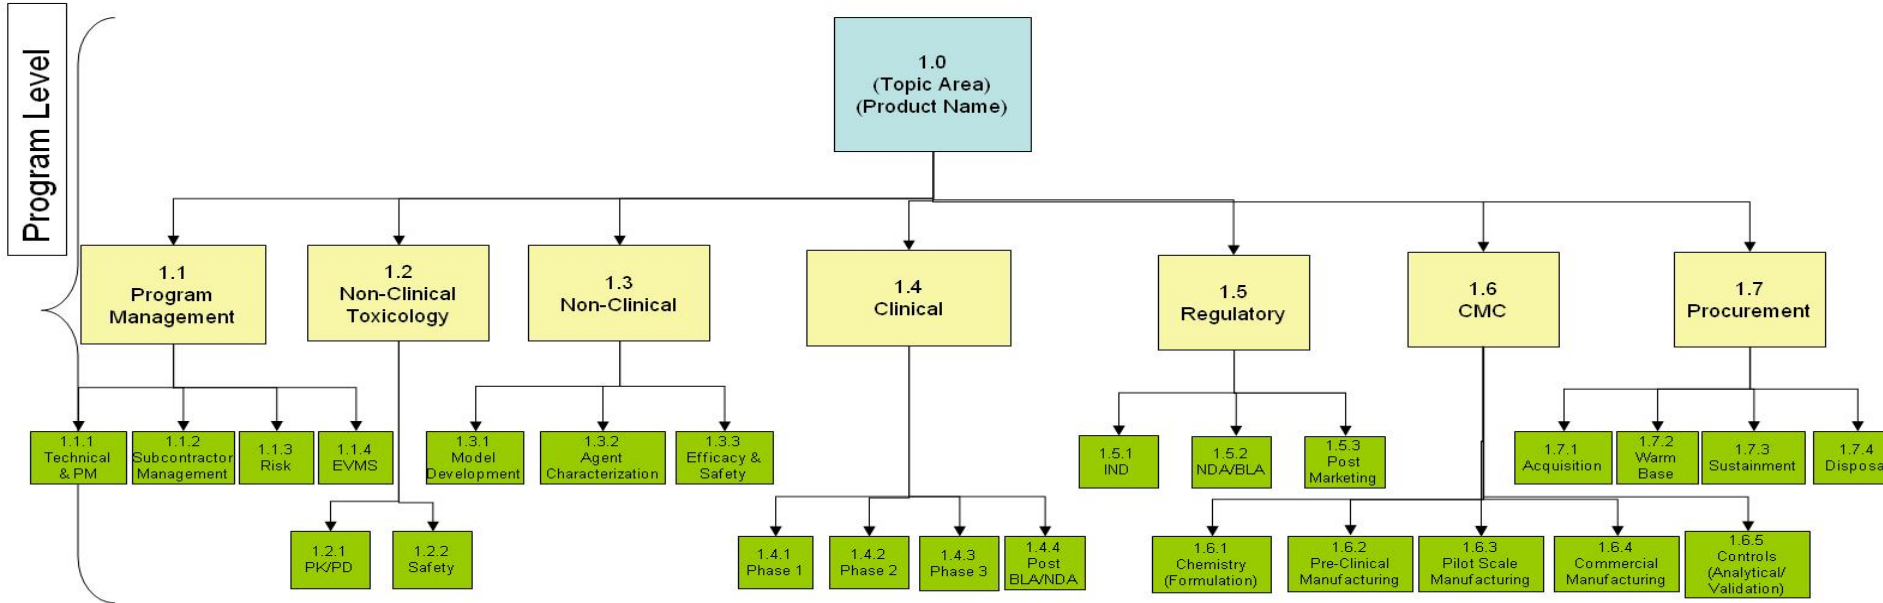 Program Level
1.0
(Topic Area)
(Product Name)
1.1
Program
Management
1.2
Non-Clinical
Toxicology
1.3
Non-Clinical
1.4
Clinical
1.5
Regulatory
1.6
CMC
1.7
Procurement
1.1.1
Technical
& PM
1.1.2
Subcontractor
Management
1.1.3
Risk
1.1.4
EVMS
1.2.1
PK/PD
1.2.2
Safety
1.3.1
Model
Development
1.3.2
Agent
Characterization
1.3.3
Efficacy &
Safety
1.4.1
Phase 1
1.4.2
Phase 2
1.4.3
Phase 3
1.4.4
Post
BLA/NDA
1.5.1
IND
1.5.2
NDA/BLA
1.5.3
Post
Marketing
1.6.1
Chemistry
(Formulation)
1.6.2
Pre-Clinical
Manufacturing
1.6.3
Pilot Scale
Manufacturing
1.6.4
Commercial
Manufacturing
1.6.5
Controls
(Analytical/
Validation)
1.7.1
Acquisition
1.7.2
Warm
Base
1.7.3
Sustainment
1.7.4
Disposa